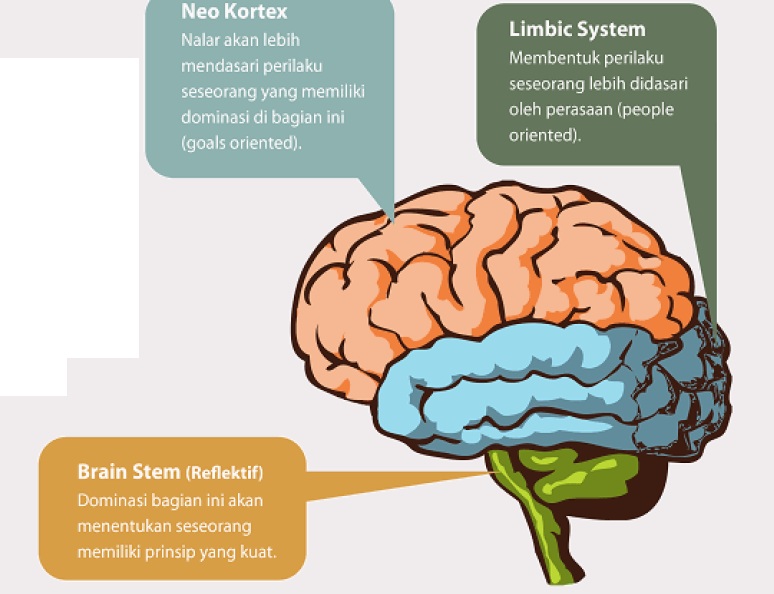 Neo Kortex
Nalar akan lebih
mendasari perilaku
seseorang yang memiliki
dominasi di bagian ini
(goals oriented).
Limbic System
Membentuk perilaku
seseorang lebih didasari
oleh perasaan (people
oriented).
Brain Stem (Reflektif)
Dominasi bagian ini akan
menentukan seseorang
memiliki prinsip yang kuat.